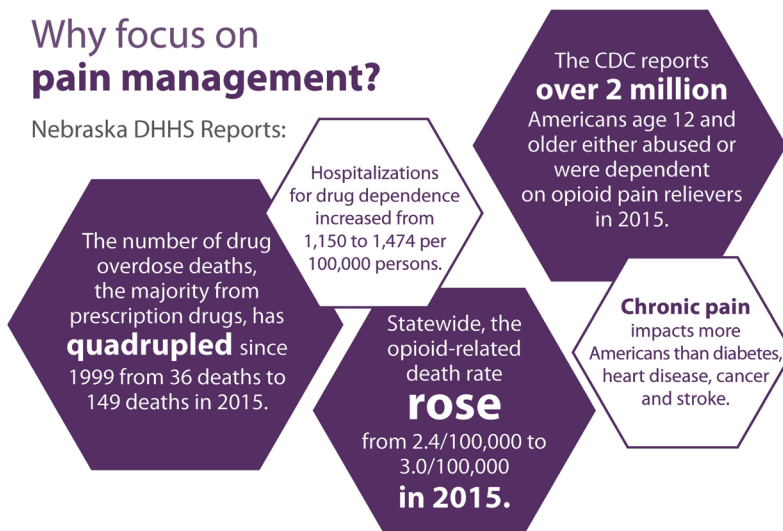 Why focus on
pain management?
Nebraska DHHS Reports:
The number of drug
overdose deaths,
the majority from
prescription drugs, has
quadrupled since
1999 from 36 deaths to
149 deaths in 2015.
Hospitalizations
for drug dependence
increased from
1,150 to 1,474 per
100,000 persons.
Statewide, the
opioid-related
death rate
rose
from 2.4/100,000 to
3.0/100,000
in 2015.
The CDC reports
over 2 million
Americans age 12 and
older either abused or
were dependent
on opioid pain relievers
in 2015.
Chronic pain
impacts more
Americans than diabetes,
heart disease, cancer
and stroke.